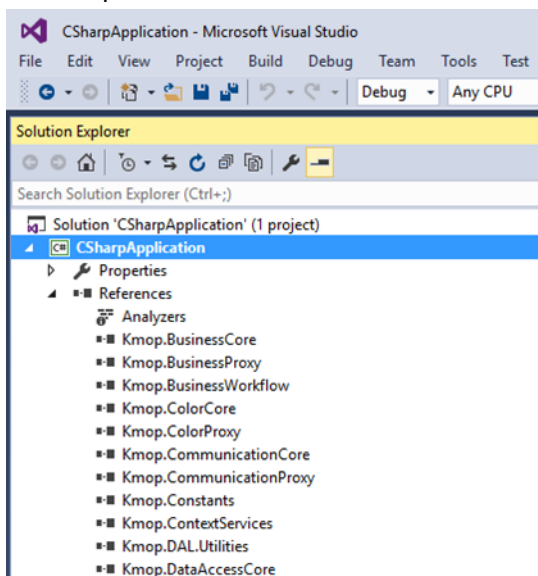 CSharpApplication - Microsoft Visual Studio
File Edit View Project Build Debug Team Tools Test
Debug Any CPU
Solution Explorer
Search Solution Explorer (Ctrl+;)
Solution 'CSharpApplication' (1 project)
C# CSharpApplication
Properties
References
Analyzers
Kmop.BusinessCore
Kmop.BusinessProxy
Kmop.BusinessWorkflow
Kmop.ColorCore
Kmop.ColorProxy
Kmop.CommunicationCore
Kmop.CommunicationProxy
Kmop.Constants
Kmop.ContextServices
Kmop.DAL.Utilities
Kmop.DataAccessCore